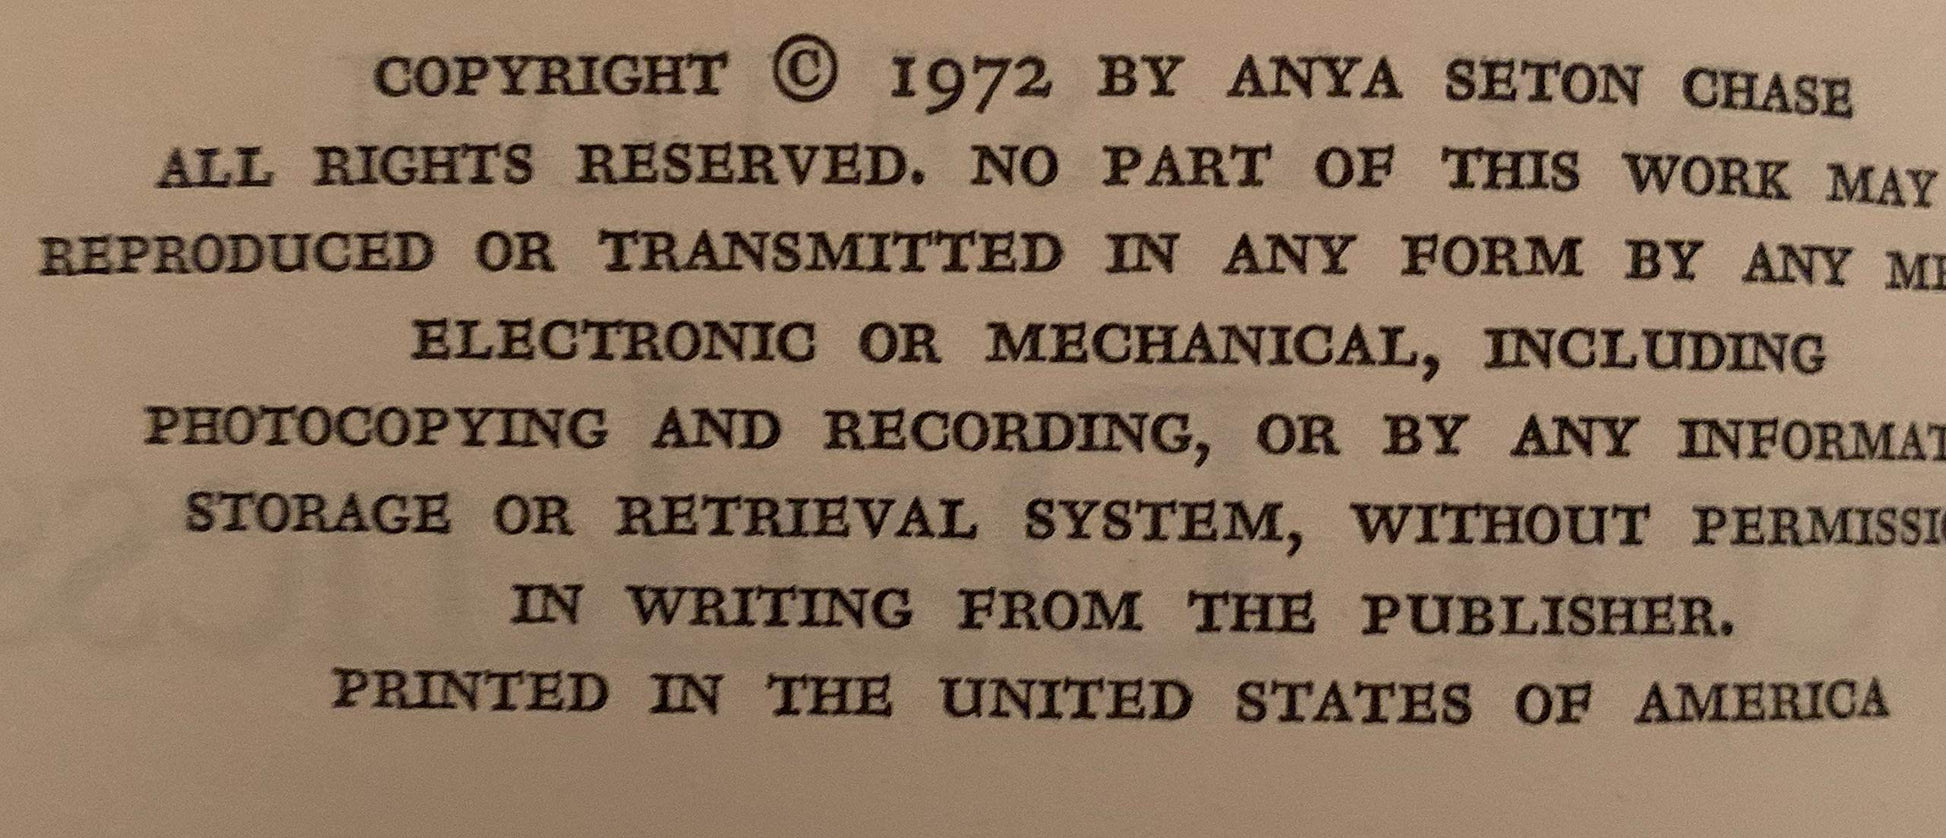 COPYRIGHT © 1972 BY ANYA SETON CHASE
ALL RIGHTS RESERVED. NO PART OF THIS WORK MAY
REPRODUCED OR TRANSMITTED IN ANY FORM BY ANY
ELECTRONIC OR MECHANICAL, INCLUDING
PHOTOCOPYING AND RECORDING, OR BY ANY INFORMAT
STORAGE OR RETRIEVAL SYSTEM, WITHOUT PERMISSI
IN WRITING FROM THE PUBLISHER.
PRINTED IN THE UNITED STATES OF AMERICA